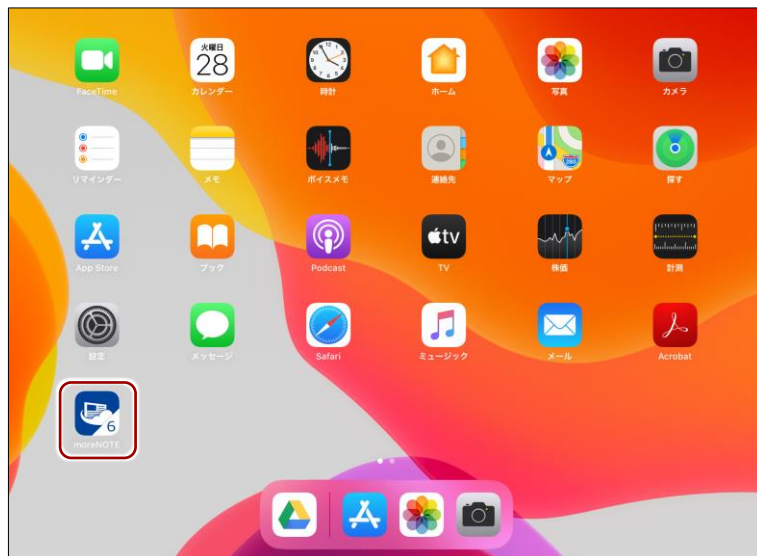 火曜日
28
FaceTime
カレンダー
時計
ホーム
写真
カメラ
リマインダー
メモ
ボイスメモ
連絡先
マップ
探す
App Store
ブック
Podcast
tv
TV
株価
計測
設定
メッセージ
Safari
ミュージック
メール
Acrobat
6
moreNOTE